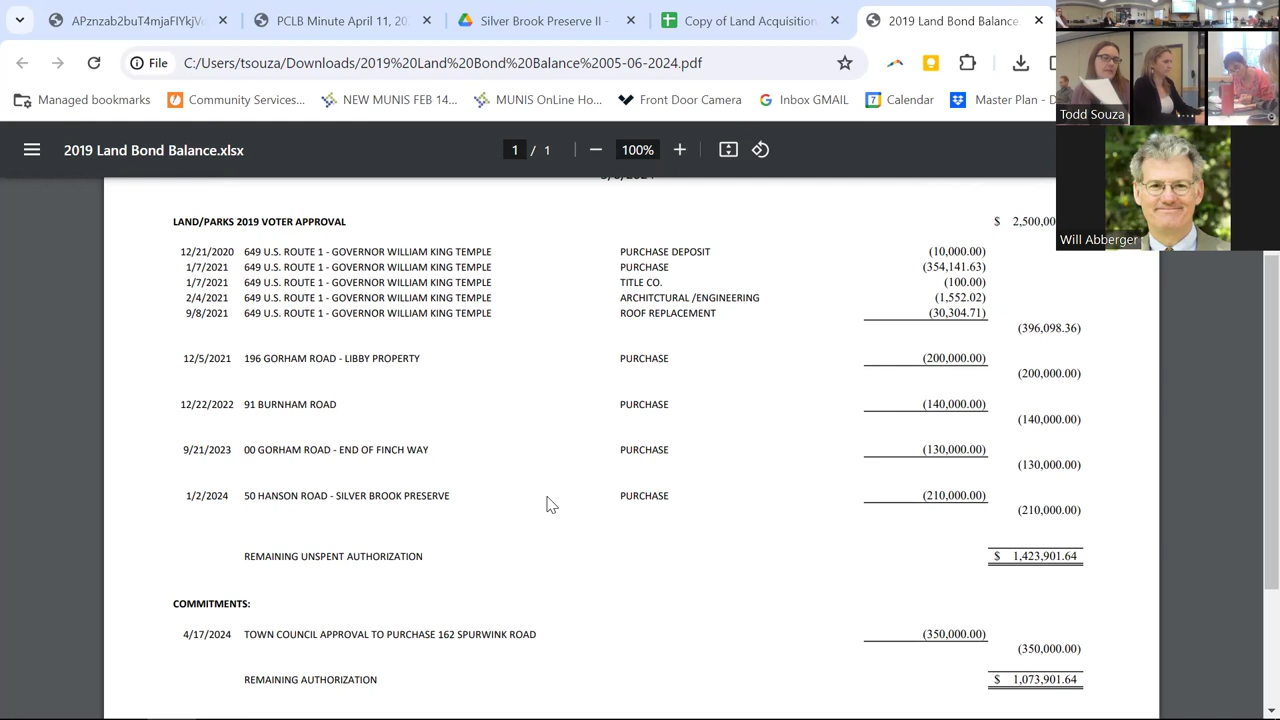 APznzab2buT4mjaFIYkjV
PCLB Minute April 11, 20
Silver Brook Preserve II -
Copy of Land Acquisition
2019 Land Bond Balance.
File C:/Users/tsouza/Downloads/2019%20Land%20Bond%20Balance%2005-06-2024.pdf
Managed bookmarks
Community Services...
NEW MUNIS FEB 14...
MUNIS OnLine Ho...
Front Door Camera
Inbox GMAIL
Calendar
Master Plan - D
Todd Souza
Will Abberger
2019 Land Bond Balance.xlsx 1 / 1 100%
LAND/PARKS 2019 VOTER APPROVAL $ 2,500,00
12/21/2020 649 U.S. ROUTE 1 - GOVERNOR WILLIAM KING TEMPLE PURCHASE DEPOSIT (10,000.00)
1/7/2021 649 U.S. ROUTE 1 - GOVERNOR WILLIAM KING TEMPLE PURCHASE (354,141.63)
1/7/2021 649 U.S. ROUTE 1 - GOVERNOR WILLIAM KING TEMPLE TITLE CO. (100.00)
2/4/2021 649 U.S. ROUTE 1 - GOVERNOR WILLIAM KING TEMPLE ARCHITCTURAL /ENGINEERING (1,552.02)
9/8/2021 649 U.S. ROUTE 1 - GOVERNOR WILLIAM KING TEMPLE ROOF REPLACEMENT (30,304.71)
(396,098.36)
12/5/2021 196 GORHAM ROAD - LIBBY PROPERTY PURCHASE (200,000.00)
(200,000.00)
12/22/2022 91 BURNHAM ROAD PURCHASE (140,000.00)
(140,000.00)
9/21/2023 00 GORHAM ROAD - END OF FINCH WAY PURCHASE (130,000.00)
(130,000.00)
1/2/2024 50 HANSON ROAD - SILVER BROOK PRESERVE PURCHASE (210,000.00)
(210,000.00)
REMAINING UNSPENT AUTHORIZATION $ 1,423,901.64
COMMITMENTS:
4/17/2024 TOWN COUNCIL APPROVAL TO PURCHASE 162 SPURWINK ROAD (350,000.00)
(350,000.00)
REMAINING AUTHORIZATION $ 1,073,901.64